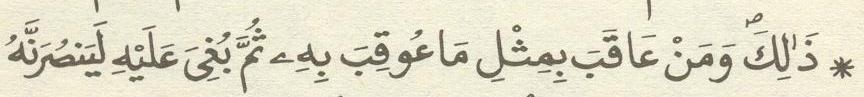 * ذَٰلِكَۖ وَمَنْ عَاقَبَ بِمِثْلِ مَا عُوقِبَ بِهِۦ ثُمَّ بُغِيَ عَلَيْهِ لَيَنصُرَنَّهُ